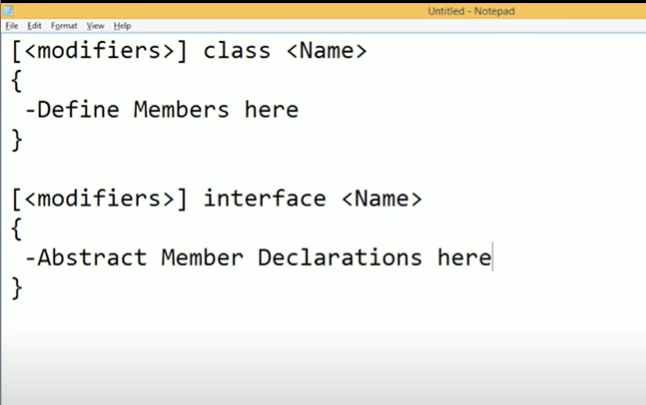 Untitled - Notepad
File Edit Format View Help
[<modifiers>] class <Name>
{
-Define Members here
}
[<modifiers>] interface <Name>
{
-Abstract Member Declarations here
}